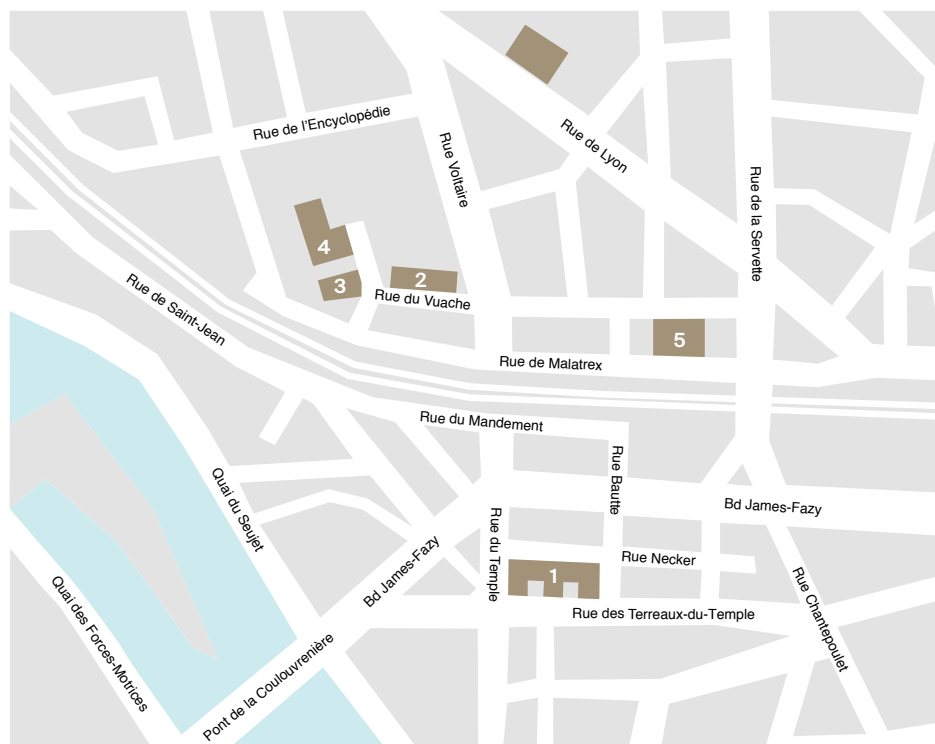 Rue de l'Encyclopédie
Rue Voltaire
Rue de Lyon
Rue de la Servette
4
3
2
Rue du Vuache
5
Rue de Saint-Jean
Rue de Malatrex
Rue du Mandement
Rue Bautte
Quai du Seujet
Bd James-Fazy
Rue du Temple
Bd James-Fazy
1
Rue Necker
Rue des Terreaux-du-Temple
Rue Chantepoulet
Quai des Forces-Motrices
Pont de la Coulouvrenière